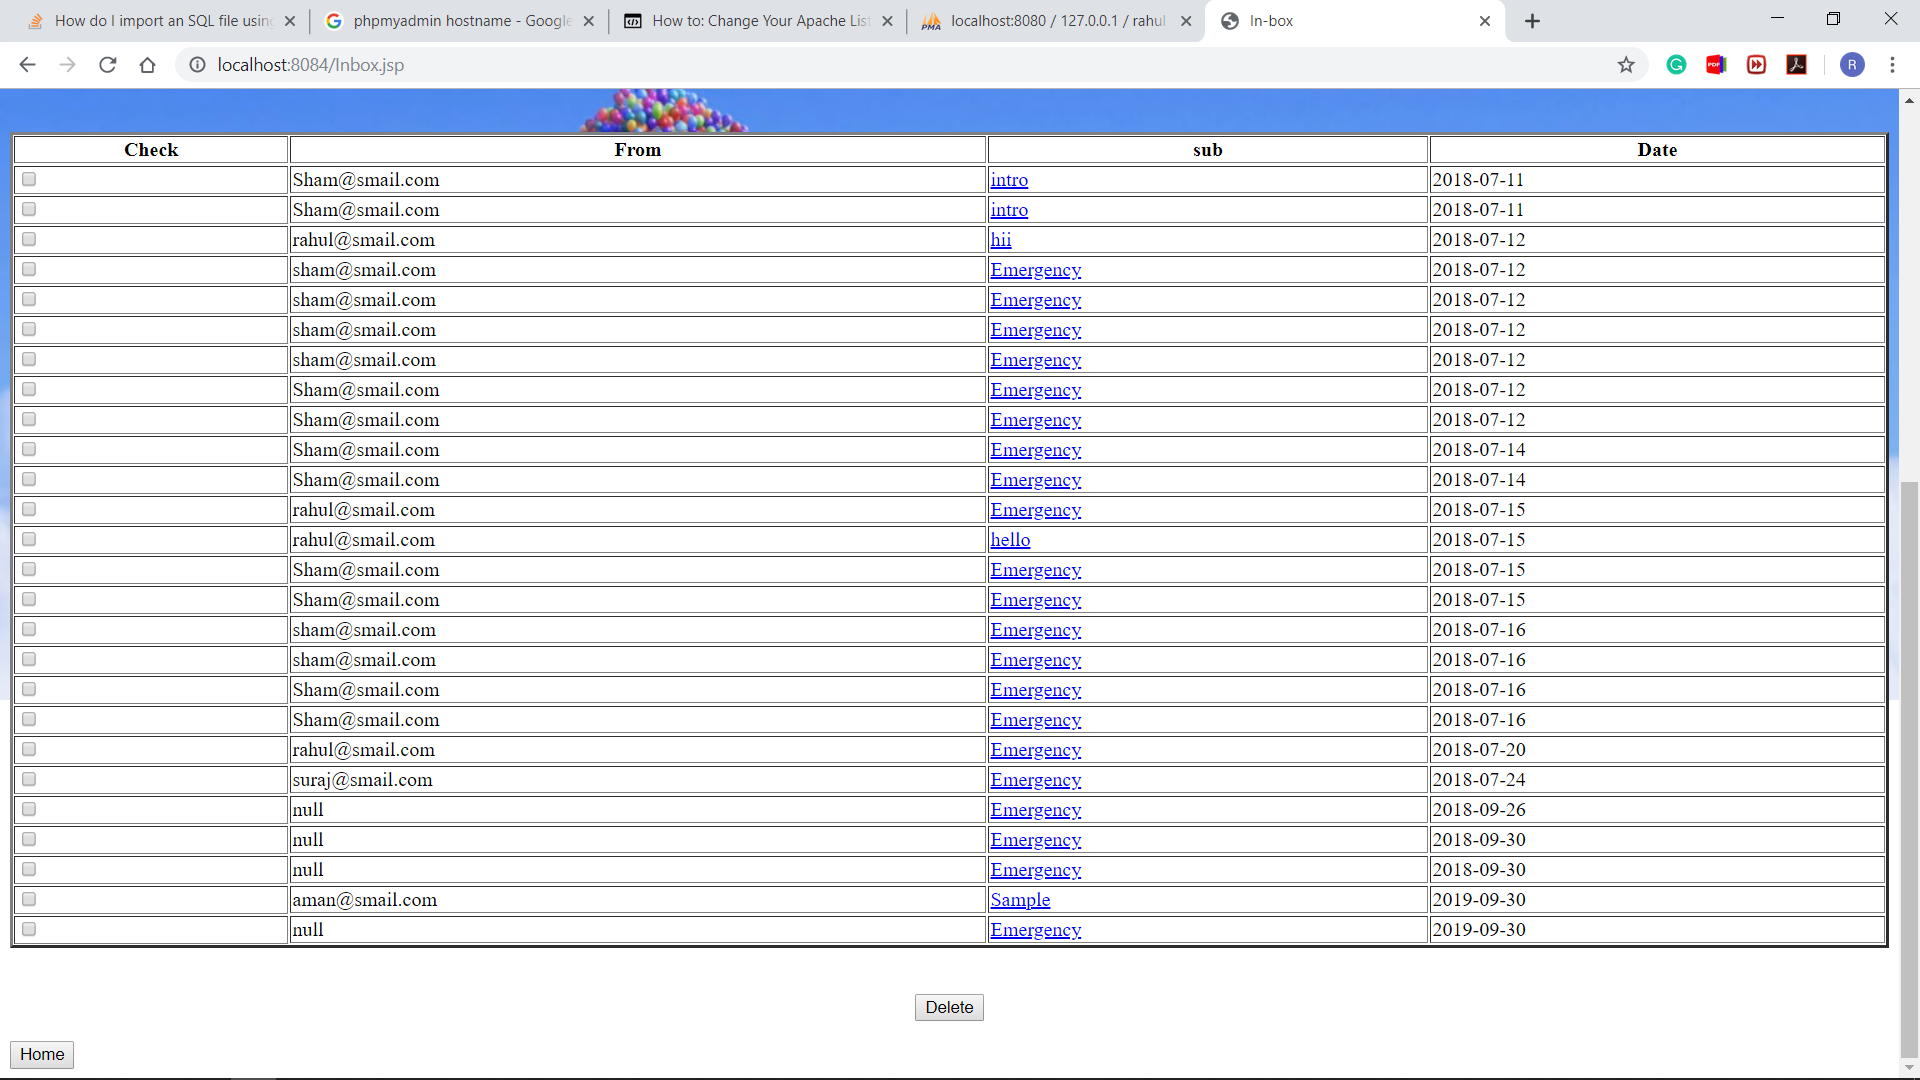 How do I import an SQL file using
phpmyadmin hostname - Google
How to: Change Your Apache List
PMA
localhost:8080 / 127.0.0.1 / rahul
In-box
localhost:8084/Inbox.jsp
PDF
R
Check From sub Date
Sham@smail.com intro 2018-07-11
Sham@smail.com intro 2018-07-11
rahul@smail.com hii 2018-07-12
sham@smail.com Emergency 2018-07-12
sham@smail.com Emergency 2018-07-12
sham@smail.com Emergency 2018-07-12
sham@smail.com Emergency 2018-07-12
Sham@smail.com Emergency 2018-07-12
Sham@smail.com Emergency 2018-07-12
Sham@smail.com Emergency 2018-07-14
Sham@smail.com Emergency 2018-07-14
rahul@smail.com Emergency 2018-07-15
rahul@smail.com hello 2018-07-15
Sham@smail.com Emergency 2018-07-15
Sham@smail.com Emergency 2018-07-15
sham@smail.com Emergency 2018-07-16
sham@smail.com Emergency 2018-07-16
Sham@smail.com Emergency 2018-07-16
Sham@smail.com Emergency 2018-07-16
rahul@smail.com Emergency 2018-07-20
suraj@smail.com Emergency 2018-07-24
null Emergency 2018-09-26
null Emergency 2018-09-30
null Emergency 2018-09-30
aman@smail.com Sample 2019-09-30
null Emergency 2019-09-30
Delete
Home